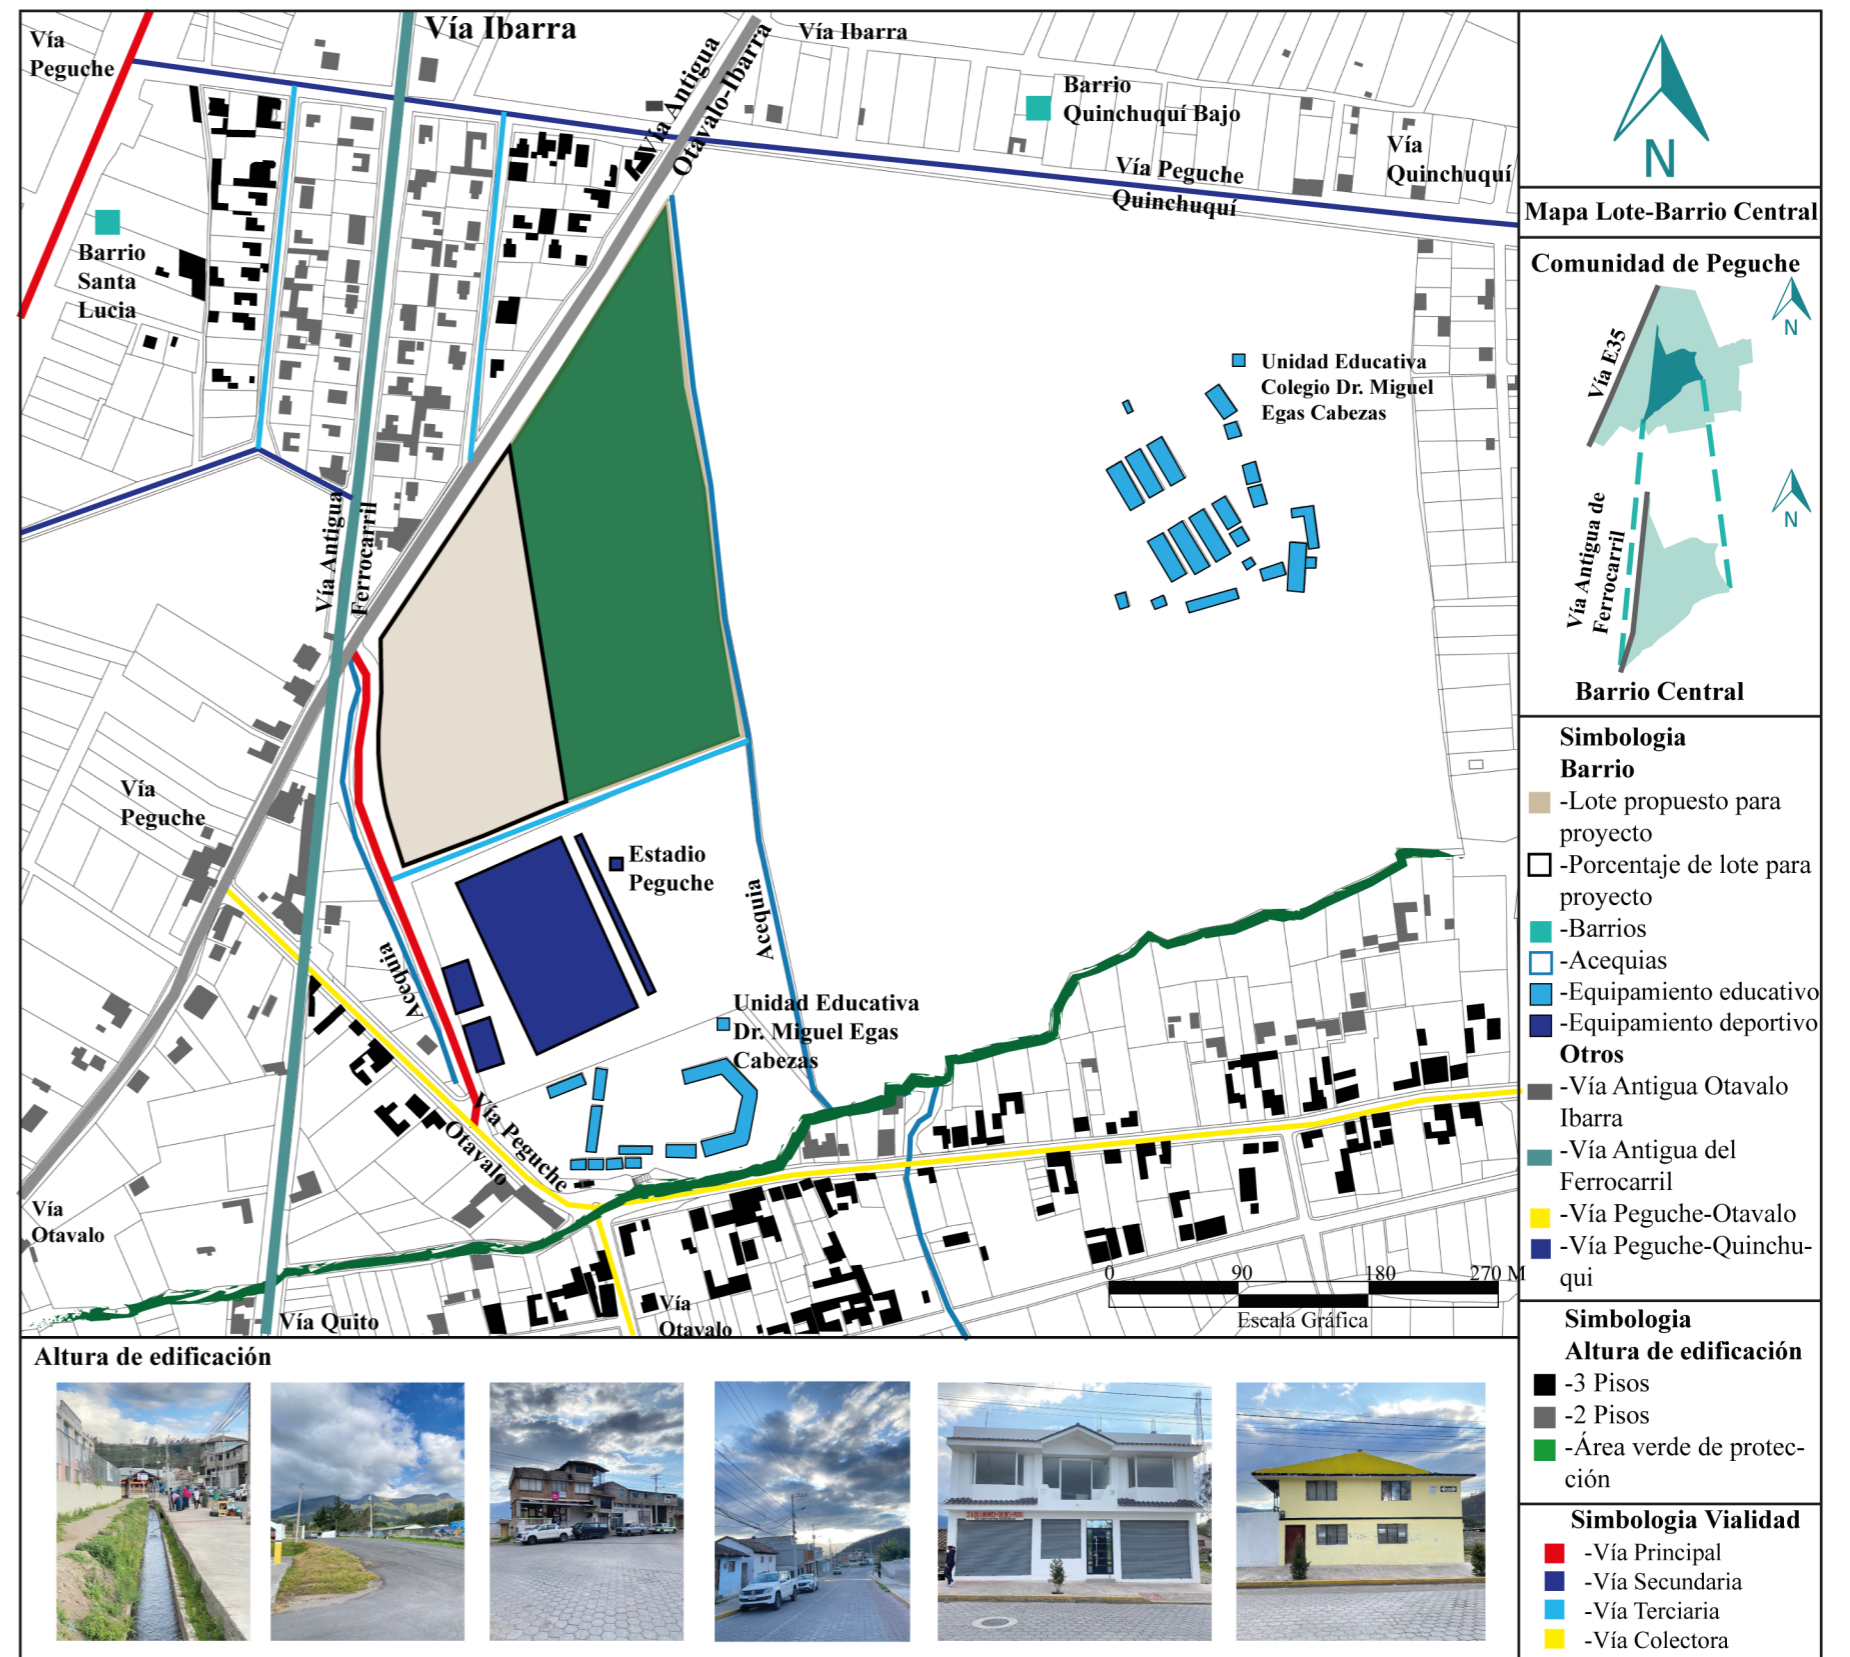 Vía Ibarra
Vía
Peguche
Vía Antigua
Otavalo-Ibarra
Vía Ibarra
Barrio
Quinchuquí Bajo
Vía
Quinchuquí
Vía Peguche
Quinchuquí
Barrio
Santa
Lucia
Unidad Educativa
Colegio Dr. Miguel
Egas Cabezas
Vía Antigua
Ferrocarril
Vía
Peguche
Estadio
Peguche
Acequia
Acequia
Unidad Educativa
Dr. Miguel Egas
Cabezas
Vía Peguche
Otavalo
Vía
Otavalo
Vía Quito
Vía
Otavalo
0 90 180 270 M
Escala Gráfica
N
Mapa Lote-Barrio Central
Comunidad de Peguche
N
Vía E35
N
Vía Antigua de
Ferrocarril
Barrio Central
Simbologia
Barrio
-Lote propuesto para
proyecto
-Porcentaje de lote para
proyecto
-Barrios
-Acequias
-Equipamiento educativo
-Equipamiento deportivo
Otros
-Vía Antigua Otavalo
Ibarra
-Vía Antigua del
Ferrocarril
-Vía Peguche-Otavalo
-Vía Peguche-Quinchu-
qui
Simbologia
Altura de edificación
-3 Pisos
-2 Pisos
-Área verde de protec-
ción
Simbologia Vialidad
-Vía Principal
-Vía Secundaria
-Vía Terciaria
-Vía Colectora
Altura de edificación